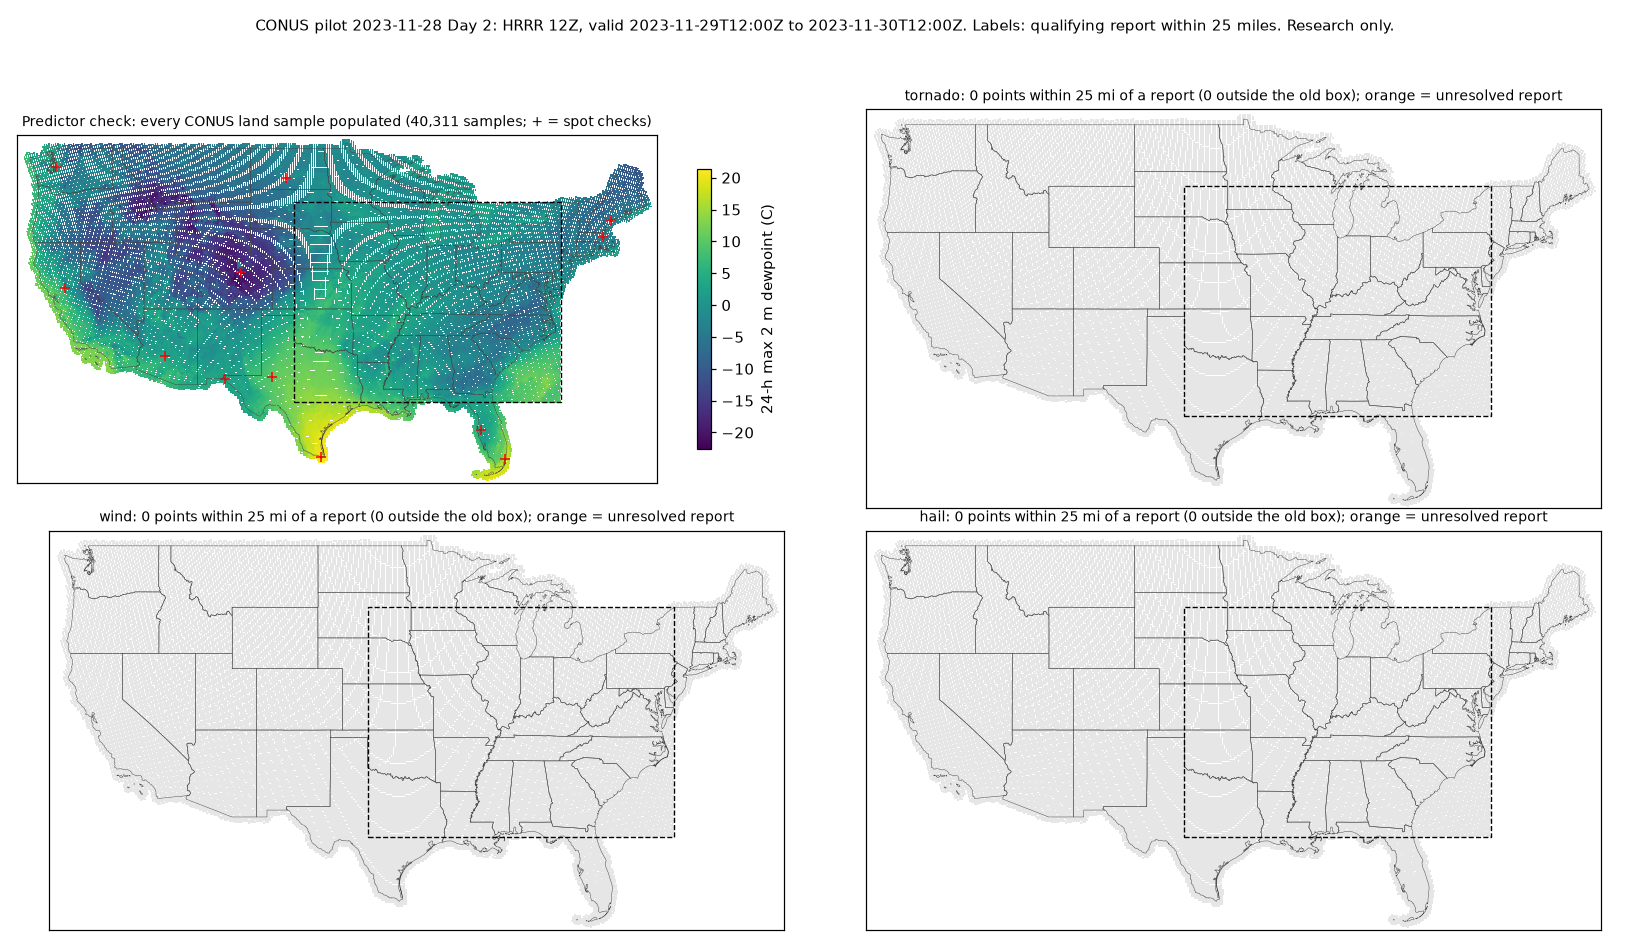 CONUS pilot 2023-11-28 Day 2: HRRR 12Z, valid 2023-11-29T12:00Z to 2023-11-30T12:00Z. Labels: qualifying report within 25 miles. Research only.
Predictor check: every CONUS land sample populated (40,311 samples; + = spot checks)
20
15
10
5
0
−5
−10
−15
−20
24-h max 2 m dewpoint (C)
tornado: 0 points within 25 mi of a report (0 outside the old box); orange = unresolved report
wind: 0 points within 25 mi of a report (0 outside the old box); orange = unresolved report
hail: 0 points within 25 mi of a report (0 outside the old box); orange = unresolved report